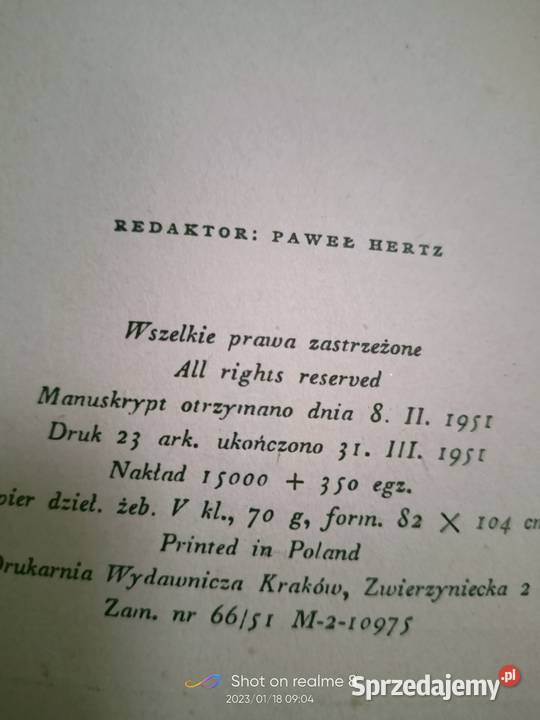 REDAKTOR: PAWEŁ HERTZ
Wszelkie prawa zastrzeżone
All rights reserved
Manuskrypt otrzymano dnia 8. II. 1951
Druk 23 ark. ukończono 31. III. 1951
Nakład 15000 + 350 egz.
pier dzieł. żeb. V kl., 70 g, form. 82 × 104 cm
Printed in Poland
Drukarnia Wydawnicza Kraków, Zwierzyniecka 2
Zam. nr 66/51 M-2-10975
Shot on realme 8
2023/01/18 09:04
Sprzedajemy.pl